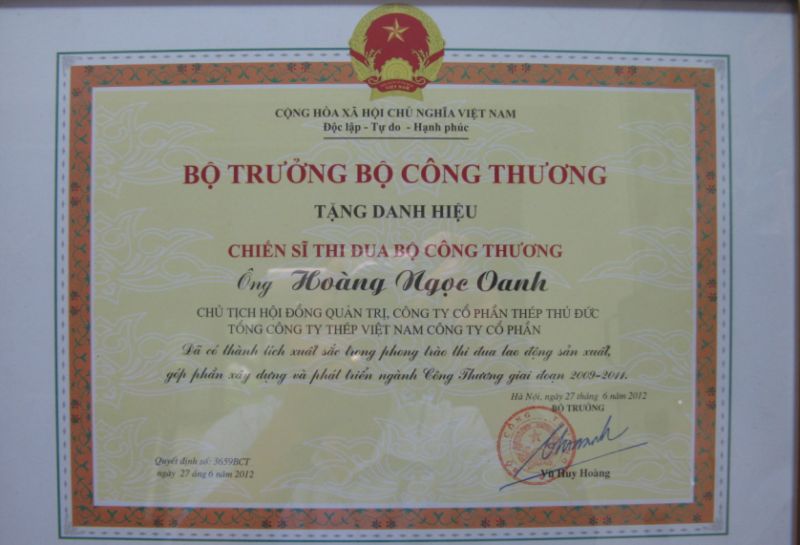 VIỆT NAM
CỘNG HÒA XÃ HỘI CHỦ NGHĨA VIỆT NAM
Độc lập - Tự do - Hạnh phúc
BỘ TRƯỞNG BỘ CÔNG THƯƠNG
TẶNG DANH HIỆU
CHIẾN SĨ THI ĐUA BỘ CÔNG THƯƠNG
Ông Hoàng Ngọc Oanh
CHỦ TỊCH HỘI ĐỒNG QUẢN TRỊ, CÔNG TY CỔ PHẦN THÉP THỦ ĐỨC
TỔNG CÔNG TY THÉP VIỆT NAM CÔNG TY CỔ PHẦN
Đã có thành tích xuất sắc trong phong trào thi đua lao động sản xuất,
góp phần xây dựng và phát triển ngành Công Thương giai đoạn 2009-2011.
Hà Nội, ngày 27 tháng 6 năm 2012
BỘ TRƯỞNG
Vũ Huy Hoàng
Quyết định số: 3659BCT
ngày 27 tháng 6 năm 2012